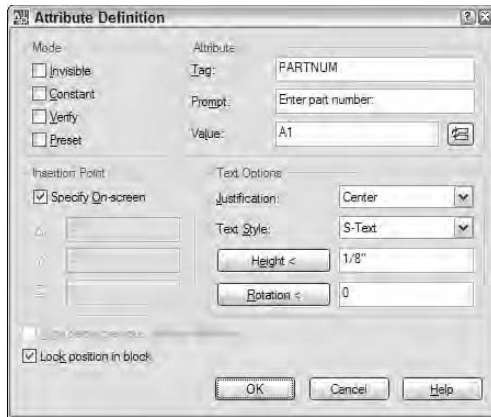 Attribute Definition
Mode
Invisible
Constant
Verify
Preset
Attribute
Tag: PARTNUM
Prompt: Enter part number:
Value: A1
Insertion Point
Specify On-screen
Text Options
Justification: Center
Text Style: S-Text
Height < 1/8"
Rotation < 0
Lock position in block
OK Cancel Help